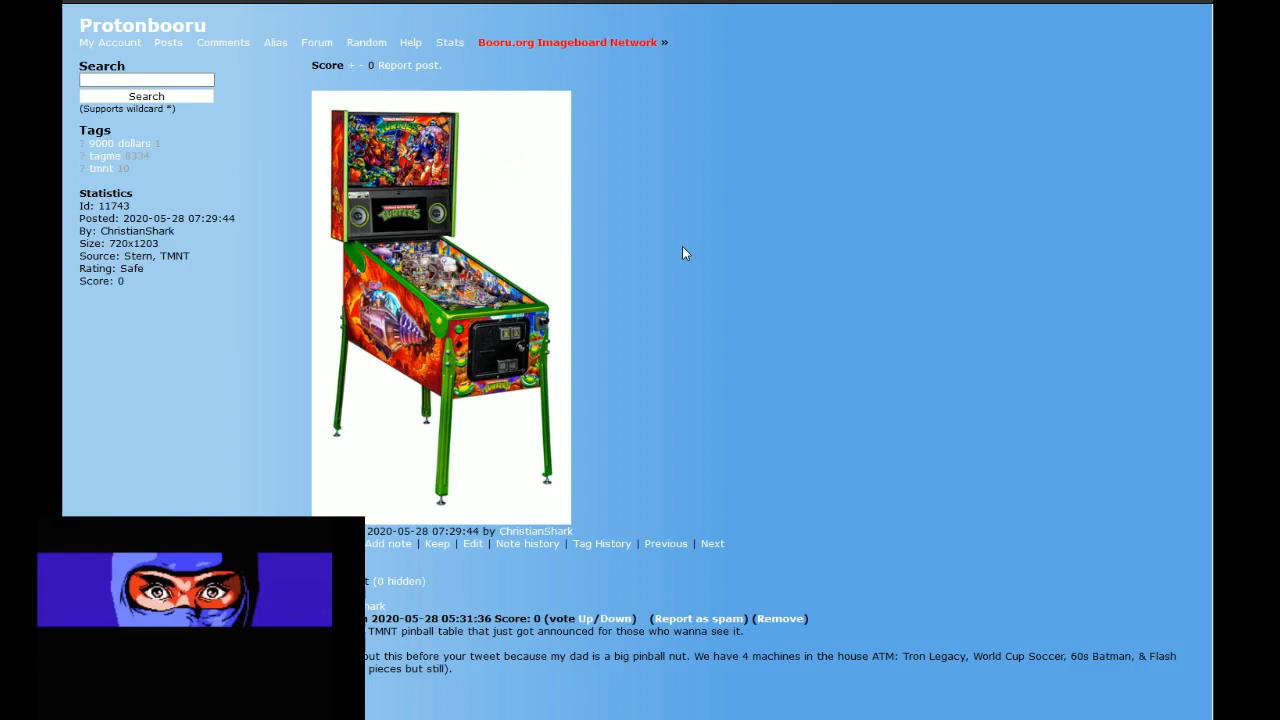 Protonbooru
My Account Posts Comments Alias Forum Random Help Stats Booru.org Imageboard Network »
Search
Search
(Supports wildcard *)
Tags
? 9000 dollars 1
? tagme 8334
? tmnt 10
Statistics
Id: 11743
Posted: 2020-05-28 07:29:44
By: ChristianShark
Size: 720x1203
Source: Stern, TMNT
Rating: Safe
Score: 0
Score + - 0 Report post.
TURTLES
TURTLES
TURTLES
2020-05-28 07:29:44 by ChristianShark
Add note | Keep | Edit | Note history | Tag History | Previous | Next
(0 hidden)
2020-05-28 05:31:36 Score: 0 (vote Up/Down) (Report as spam) (Remove)
TMNT pinball table that just got announced for those who wanna see it.
this before your tweet because my dad is a big pinball nut. We have 4 machines in the house ATM: Tron Legacy, World Cup Soccer, 60s Batman, & Flash
pieces but still).